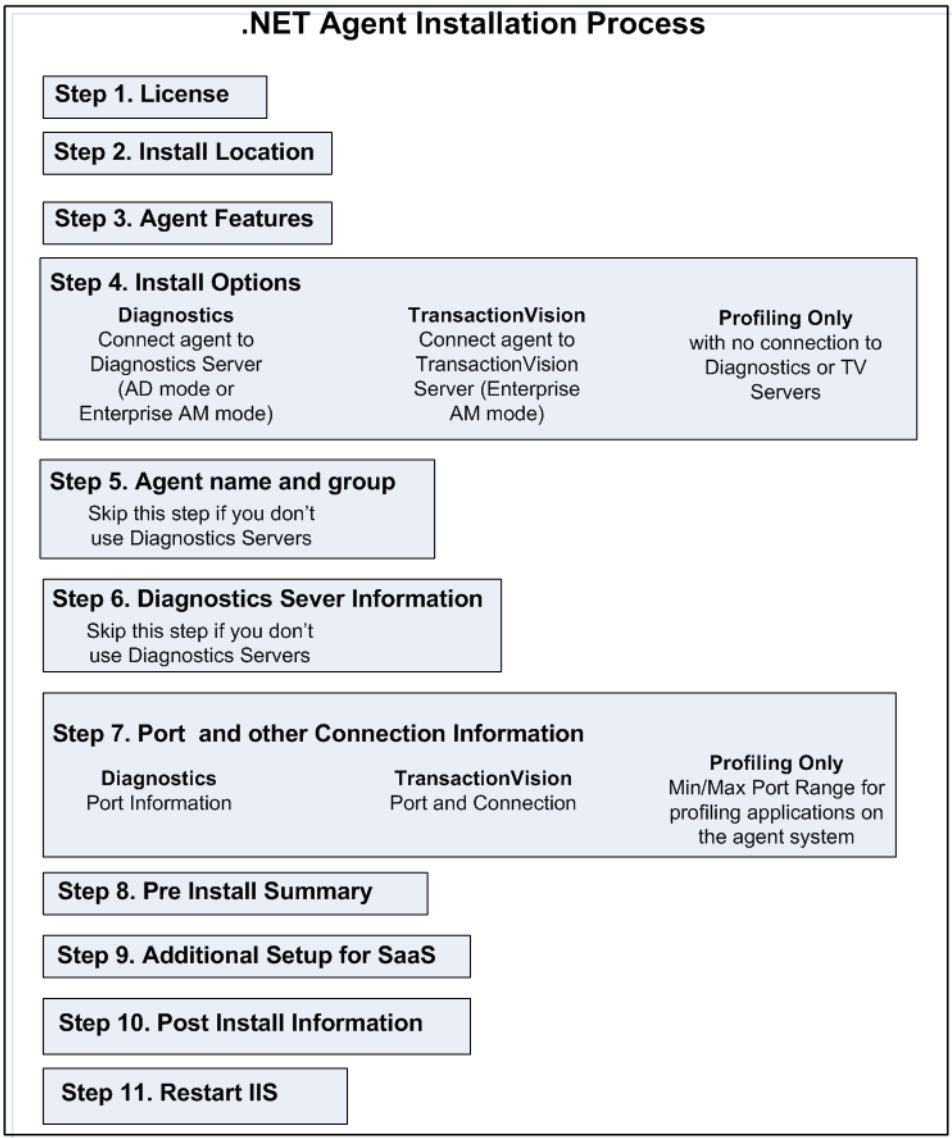 .NET Agent Installation Process
Step 1. License
Step 2. Install Location
Step 3. Agent Features
Step 4. Install Options
Diagnostics
Connect agent to
Diagnostics Server
(AD mode or
Enterprise AM mode)
TransactionVision
Connect agent to
TransactionVision
Server (Enterprise
AM mode)
Profiling Only
with no connection to
Diagnostics or TV
Servers
Step 5. Agent name and group
Skip this step if you don't
use Diagnostics Servers
Step 6. Diagnostics Sever Information
Skip this step if you don't
use Diagnostics Servers
Step 7. Port and other Connection Information
Diagnostics
Port Information
TransactionVision
Port and Connection
Profiling Only
Min/Max Port Range for
profiling applications on
the agent system
Step 8. Pre Install Summary
Step 9. Additional Setup for SaaS
Step 10. Post Install Information
Step 11. Restart IIS